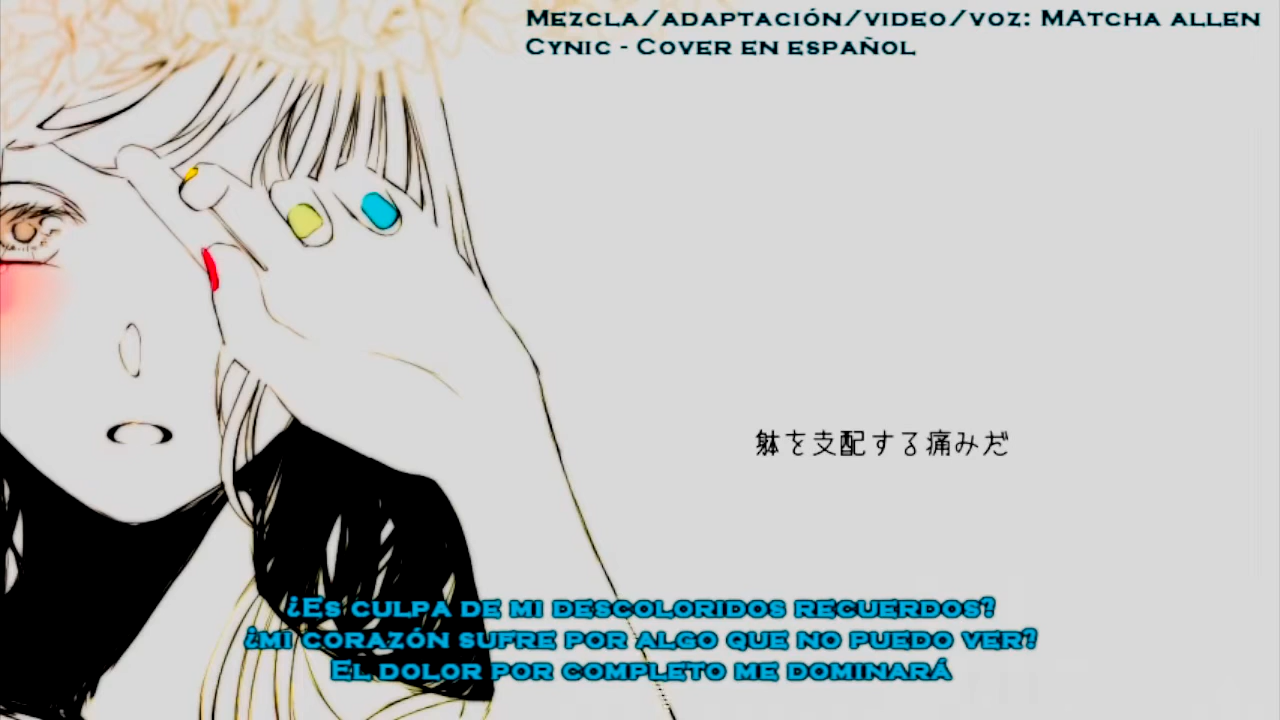 Mezcla/adaptación/video/voz: MAtcha allen
Cynic - Cover en español
躰を支配する痛みだ
¿Es culpa de mi descoloridos recuerdos?
¿mi corazón sufre por algo que no puedo ver?
El dolor por completo me dominará